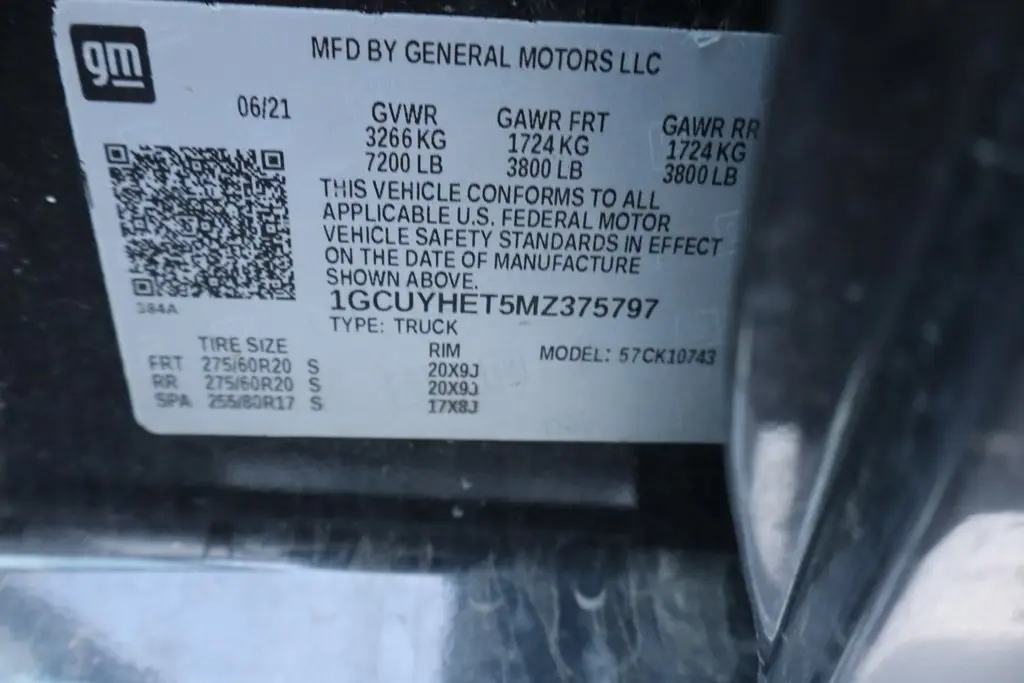 gm
MFD BY GENERAL MOTORS LLC
06/21 GVWR GAWR FRT GAWR RR
3266 KG 1724 KG 1724 KG
7200 LB 3800 LB 3800 LB
THIS VEHICLE CONFORMS TO ALL
APPLICABLE U.S. FEDERAL MOTOR
VEHICLE SAFETY STANDARDS IN EFFECT
ON THE DATE OF MANUFACTURE
SHOWN ABOVE.
384A
1GCUYHET5MZ375797
TYPE: TRUCK
TIRE SIZE RIM MODEL: 57CK10743
FRT 275/60R20 S 20X9J
RR 275/60R20 S 20X9J
SPA 255/80R17 S 17X8J